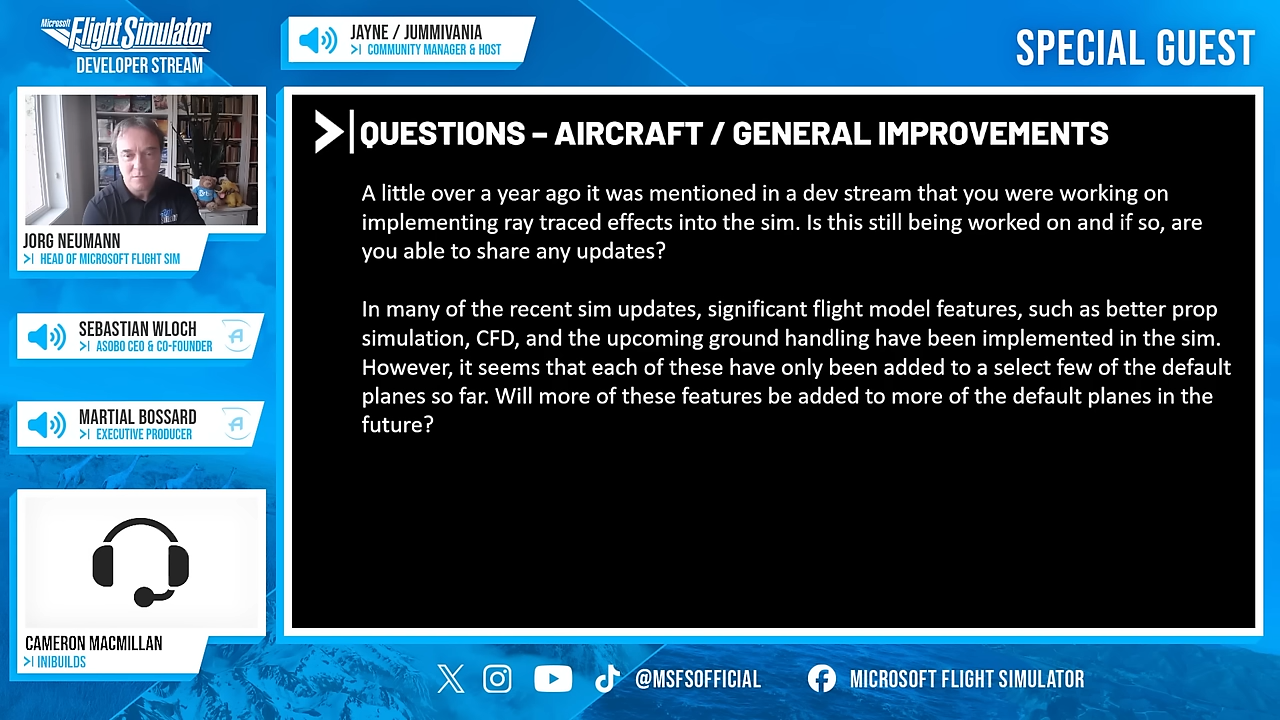 Microsoft
Flight Simulator
DEVELOPER STREAM
JAYNE / JUMMIVANIA
>| COMMUNITY MANAGER & HOST
SPECIAL GUEST
JORG NEUMANN
>| HEAD OF MICROSOFT FLIGHT SIM
SEBASTIAN WLOCH
>| ASOBO CEO & CO-FOUNDER
MARTIAL BOSSARD
>| EXECUTIVE PRODUCER
CAMERON MACMILLAN
>| INIBUILDS
QUESTIONS – AIRCRAFT / GENERAL IMPROVEMENTS
A little over a year ago it was mentioned in a dev stream that you were working on
implementing ray traced effects into the sim. Is this still being worked on and if so, are
you able to share any updates?
In many of the recent sim updates, significant flight model features, such as better prop
simulation, CFD, and the upcoming ground handling have been implemented in the sim.
However, it seems that each of these have only been added to a select few of the default
planes so far. Will more of these features be added to more of the default planes in the
future?
@MSFSOFFICIAL
MICROSOFT FLIGHT SIMULATOR